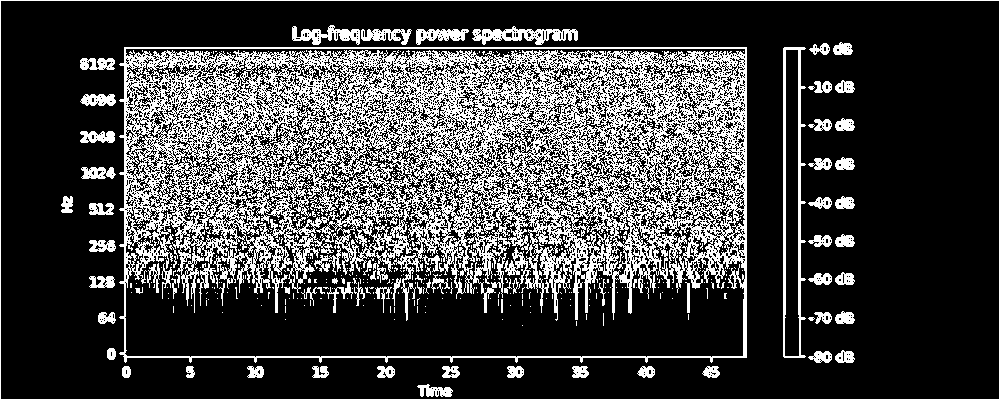 Log-frequency power spectrogram
8192
4096
2048
1024
512
256
128
64
0
Hz
0 5 10 15 20 25 30 35 40 45
Time
+0 dB
-10 dB
-20 dB
-30 dB
-40 dB
-50 dB
-60 dB
-70 dB
-80 dB